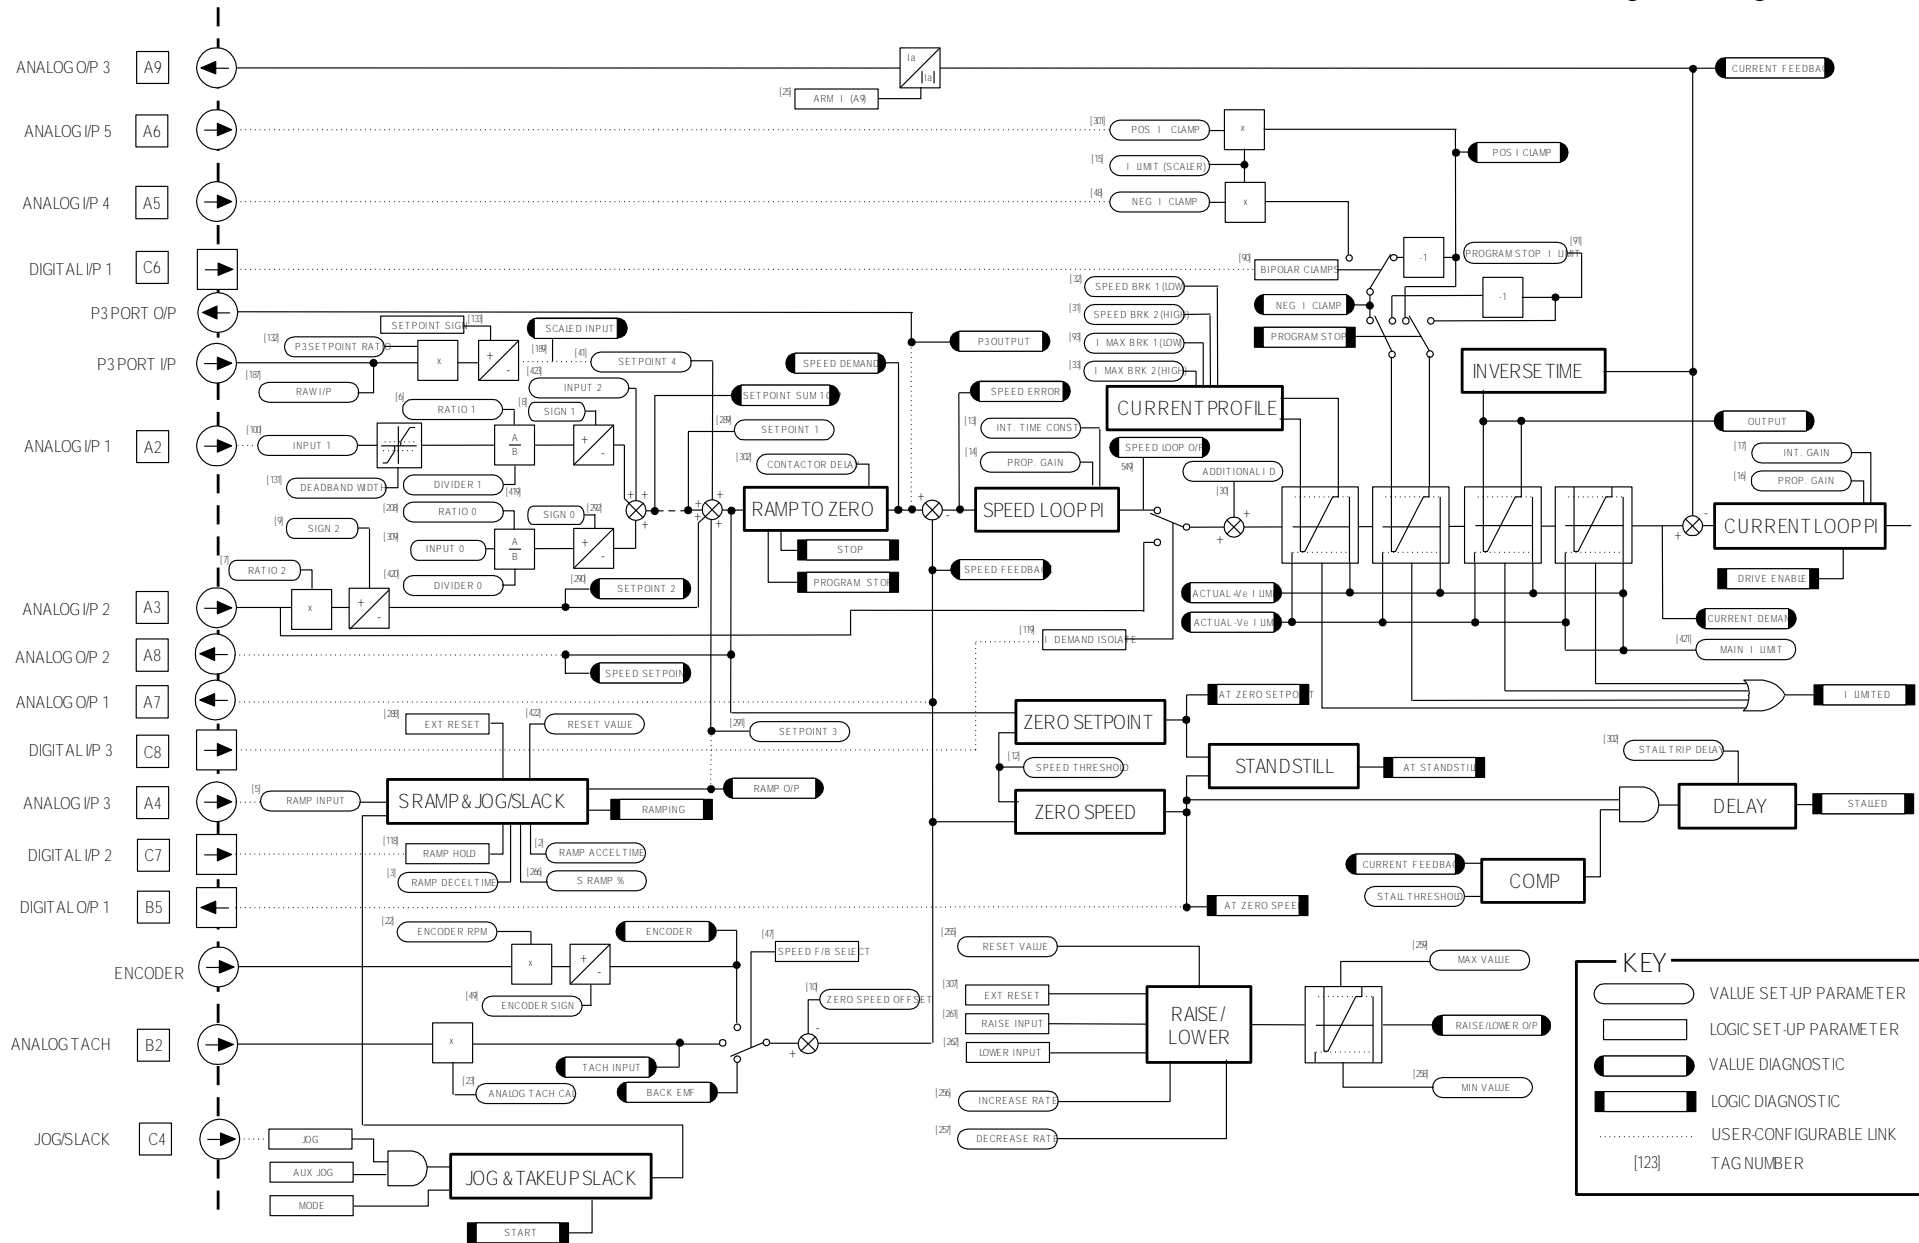 ANALOG O/P 3
A9
Ia
|Ia|
CURRENT FEEDBA
[25]
ARM I (A9)
ANALOG I/P 5
A6
[301]
POS I CLAMP
x
POS I CLAMP
[15]
I LIMIT (SCALER)
ANALOG I/P 4
A5
[48]
NEG I CLAMP
x
DIGITAL I/P 1
C6
[90]
BIPOLAR CLAMPS
-1
PROGRAM STOP I LIMIT
[91]
-1
NEG I CLAMP
PROGRAM STOP
P3 PORT O/P
[32]
SPEED BRK 1 (LOW)
[31]
SPEED BRK 2 (HIGH)
[93]
I MAX BRK 1 (LOW)
[33]
I MAX BRK 2 (HIGH)
CURRENT PROFILE
INVERSE TIME
OUTPUT
SETPOINT SIGN
[133]
SCALED INPUT
[132]
P3 SETPOINT RATIO
x
+
-
[189]
[41]
SETPOINT 4
P3 PORT I/P
[187]
RAW I/P
P3 OUTPUT
SPEED DEMAND
[423]
INPUT 2
SETPOINT SUM 1
SPEED ERROR
[6]
RATIO 1
[8]
SIGN 1
[289]
SETPOINT 1
[13]
INT. TIME CONST
ANALOG I/P 1
A2
[100]
INPUT 1
A
B
+
-
[131]
DEADBAND WIDTH
DIVIDER 1
[419]
[302]
CONTACTOR DELAY
[14]
PROP. GAIN
SPEED LOOP O/P
549]
ADDITIONAL I D
[30]
[17]
INT. GAIN
[16]
PROP. GAIN
[208]
RATIO 0
SIGN 0
[292]
[9]
SIGN 2
[309]
INPUT 0
A
B
+
-
[420]
DIVIDER 0
+
+
+
+
+
+
RAMP TO ZERO
+
-
SPEED LOOP PI
+
+
+
-
CURRENT LOOP PI
STOP
PROGRAM STOP
SPEED FEEDBACK
DRIVE ENABLE
[7]
RATIO 2
x
+
-
[290]
SETPOINT 2
ANALOG I/P 2
A3
ACTUAL -Ve I LIM
ACTUAL -Ve I LIM
CURRENT DEMAN
[119]
I DEMAND ISOLATE
[421]
MAIN I LIMIT
ANALOG O/P 2
A8
SPEED SETPOIN
ANALOG O/P 1
A7
AT ZERO SETPOINT
I LIMITED
[288]
EXT RESET
[422]
RESET VALUE
[291]
SETPOINT 3
ZERO SETPOINT
DIGITAL I/P 3
C8
[12]
SPEED THRESHOLD
STANDSTILL
AT STANDSTILL
[302]
STALL TRIP DELAY
ANALOG I/P 3
A4
[5]
RAMP INPUT
S RAMP & JOG/SLACK
RAMP O/P
RAMPING
ZERO SPEED
DELAY
STALLED
DIGITAL I/P 2
C7
[118]
RAMP HOLD
[2]
RAMP ACCEL TIME
[3]
RAMP DECEL TIME
[266]
S RAMP %
CURRENT FEEDBA
STALL THRESHOLD
COMP
DIGITAL O/P 1
B5
AT ZERO SPEED
[22]
ENCODER RPM
ENCODER
[47]
SPEED F/B SELECT
ENCODER
x
+
-
[49]
ENCODER SIGN
[10]
ZERO SPEED OFFSET
ANALOG TACH
B2
x
-
+
TACH INPUT
[23]
ANALOG TACH CAL
BACK EMF
[255]
RESET VALUE
[307]
EXT RESET
[261]
RAISE INPUT
[262]
LOWER INPUT
RAISE/
LOWER
[256]
INCREASE RATE
[257]
DECREASE RATE
[259]
MAX VALUE
RAISE/LOWER O/P
[258]
MIN VALUE
JOG/SLACK
C4
JOG
AUX JOG
MODE
JOG & TAKEUP SLACK
START
KEY
VALUE SET-UP PARAMETER
LOGIC SET-UP PARAMETER
VALUE DIAGNOSTIC
LOGIC DIAGNOSTIC
USER-CONFIGURABLE LINK
[123]
TAG NUMBER